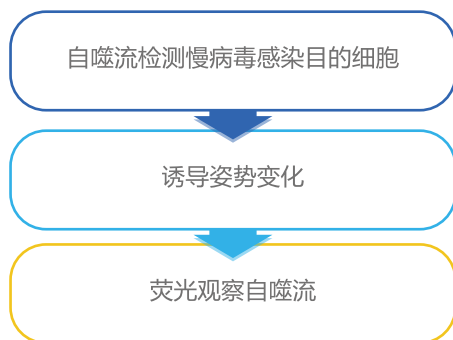 自噬流检测慢病毒感染目的细胞
诱导姿势变化
荧光观察自噬流